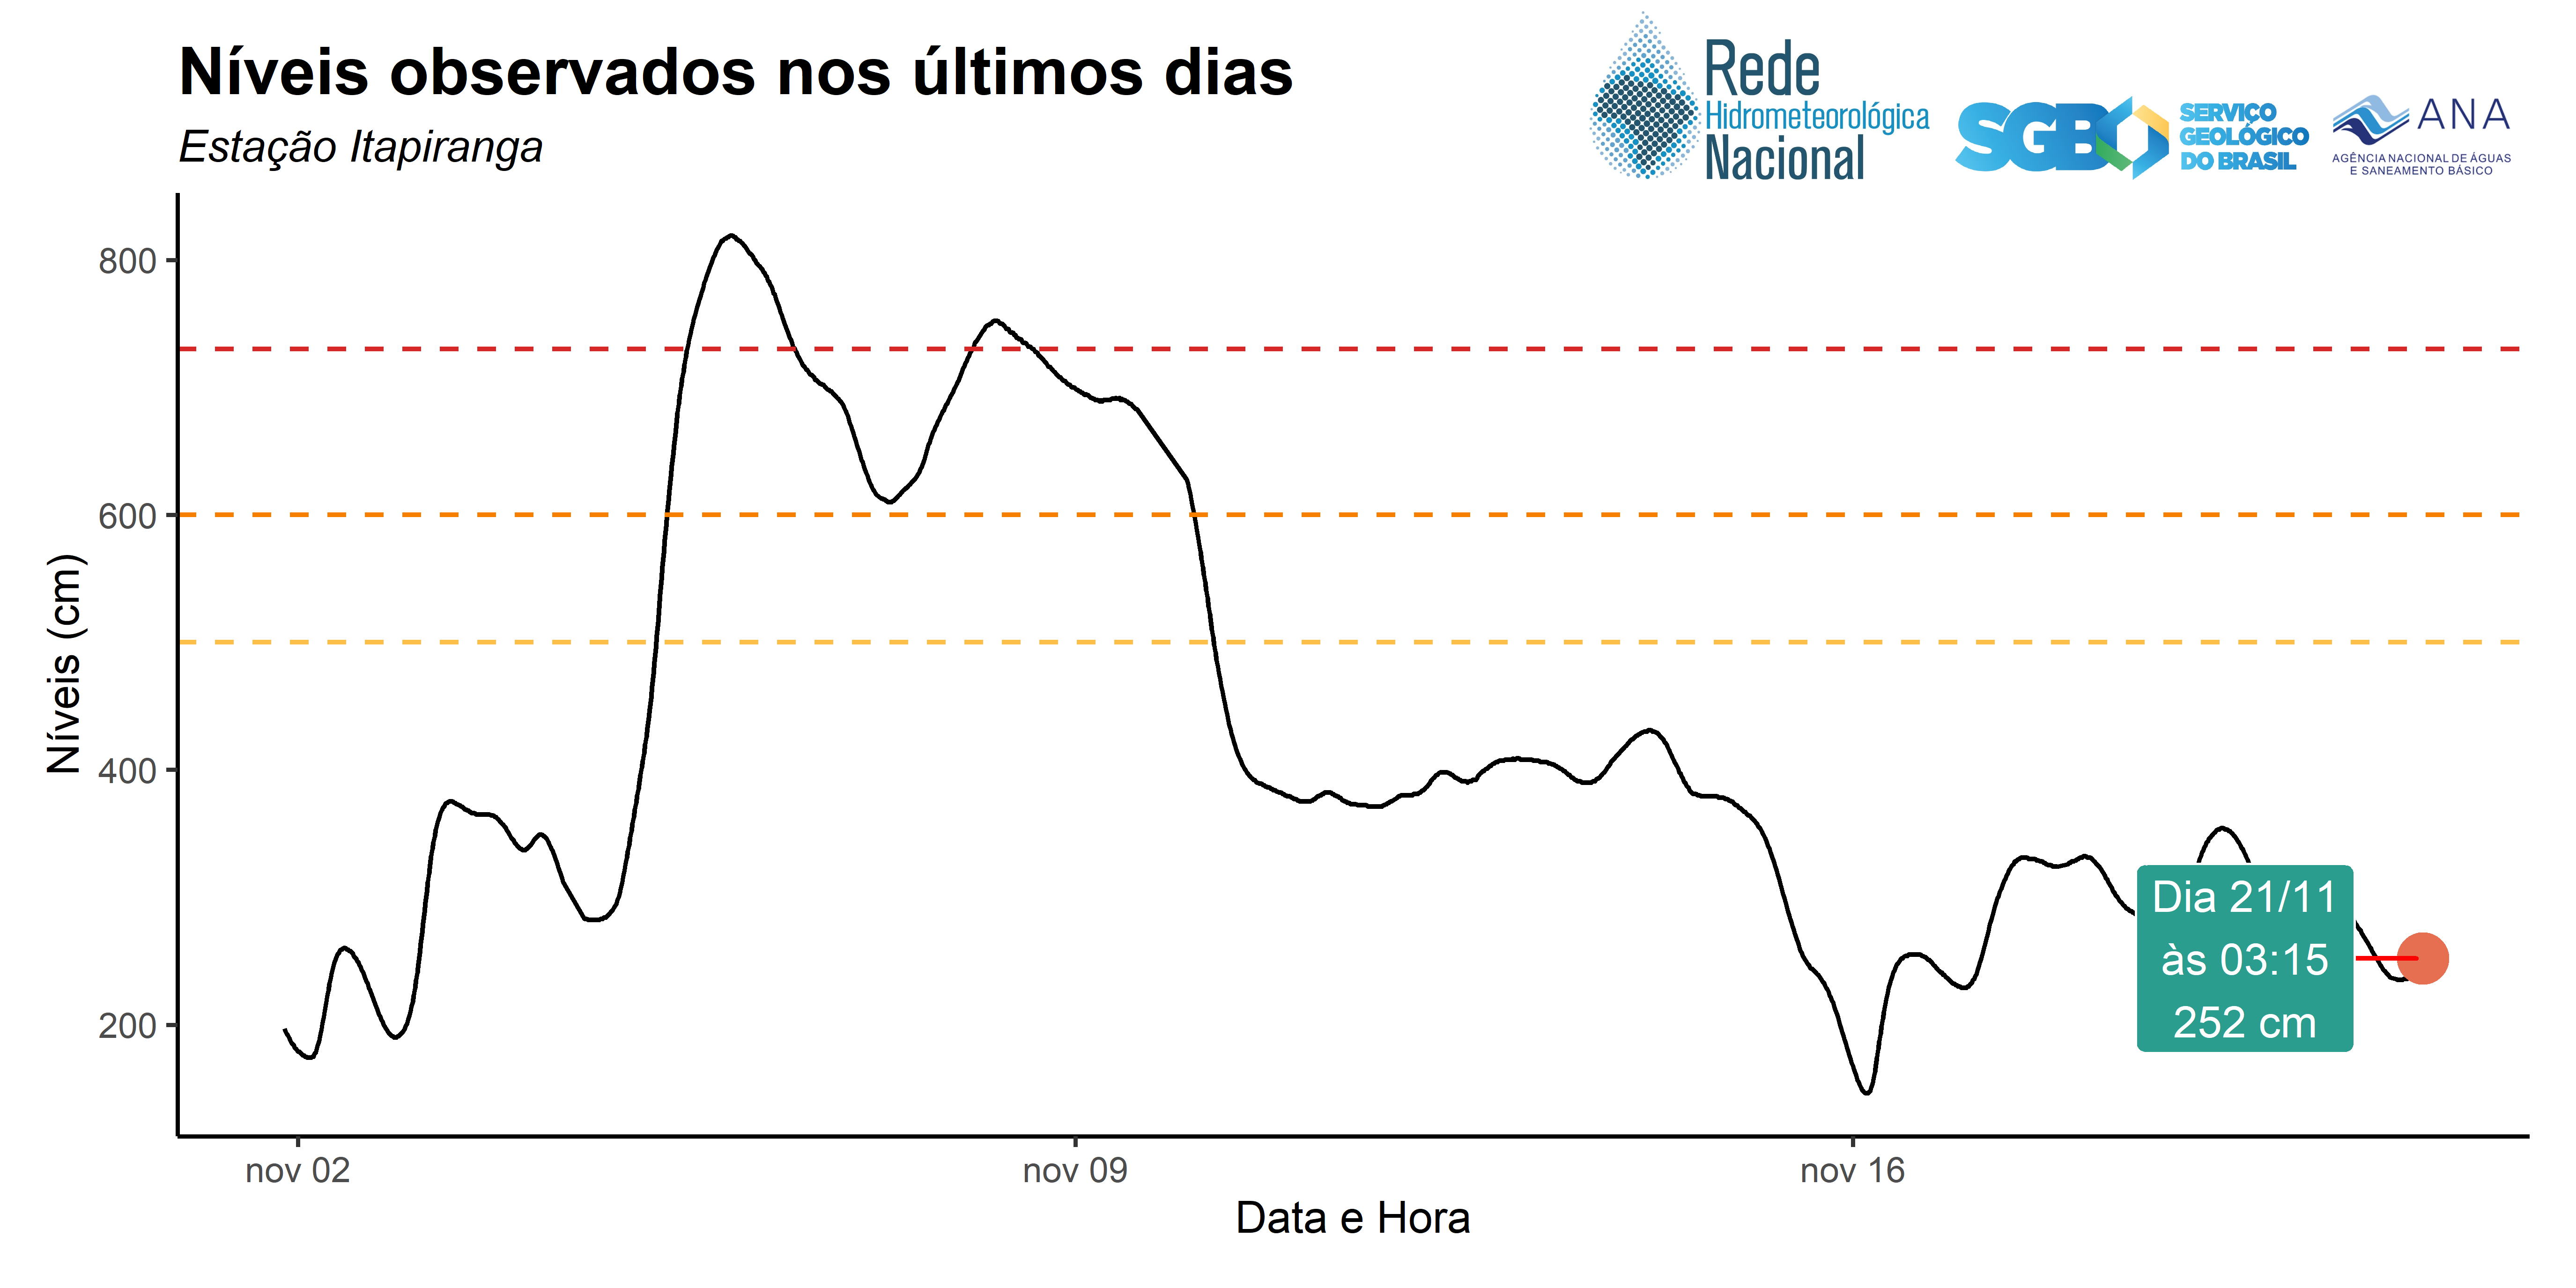 Níveis observados nos últimos dias
Estação Itapiranga
Rede
Hidrometeorológica
Nacional
SGB
SERVIÇO
GEOLÓGICO
DO BRASIL
ANA
AGÊNCIA NACIONAL DE ÁGUAS
E SANEAMENTO BÁSICO
Níveis (cm)
800
600
400
200
Dia 21/11
às 03:15
252 cm
nov 02
nov 09
nov 16
Data e Hora